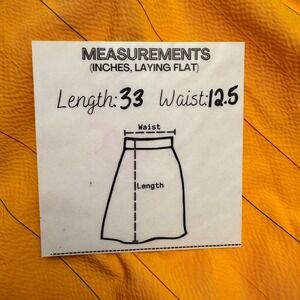 MEASUREMENTS
(INCHES, LAYING FLAT)
Length: 33 Waist: 12.5
Waist
Length